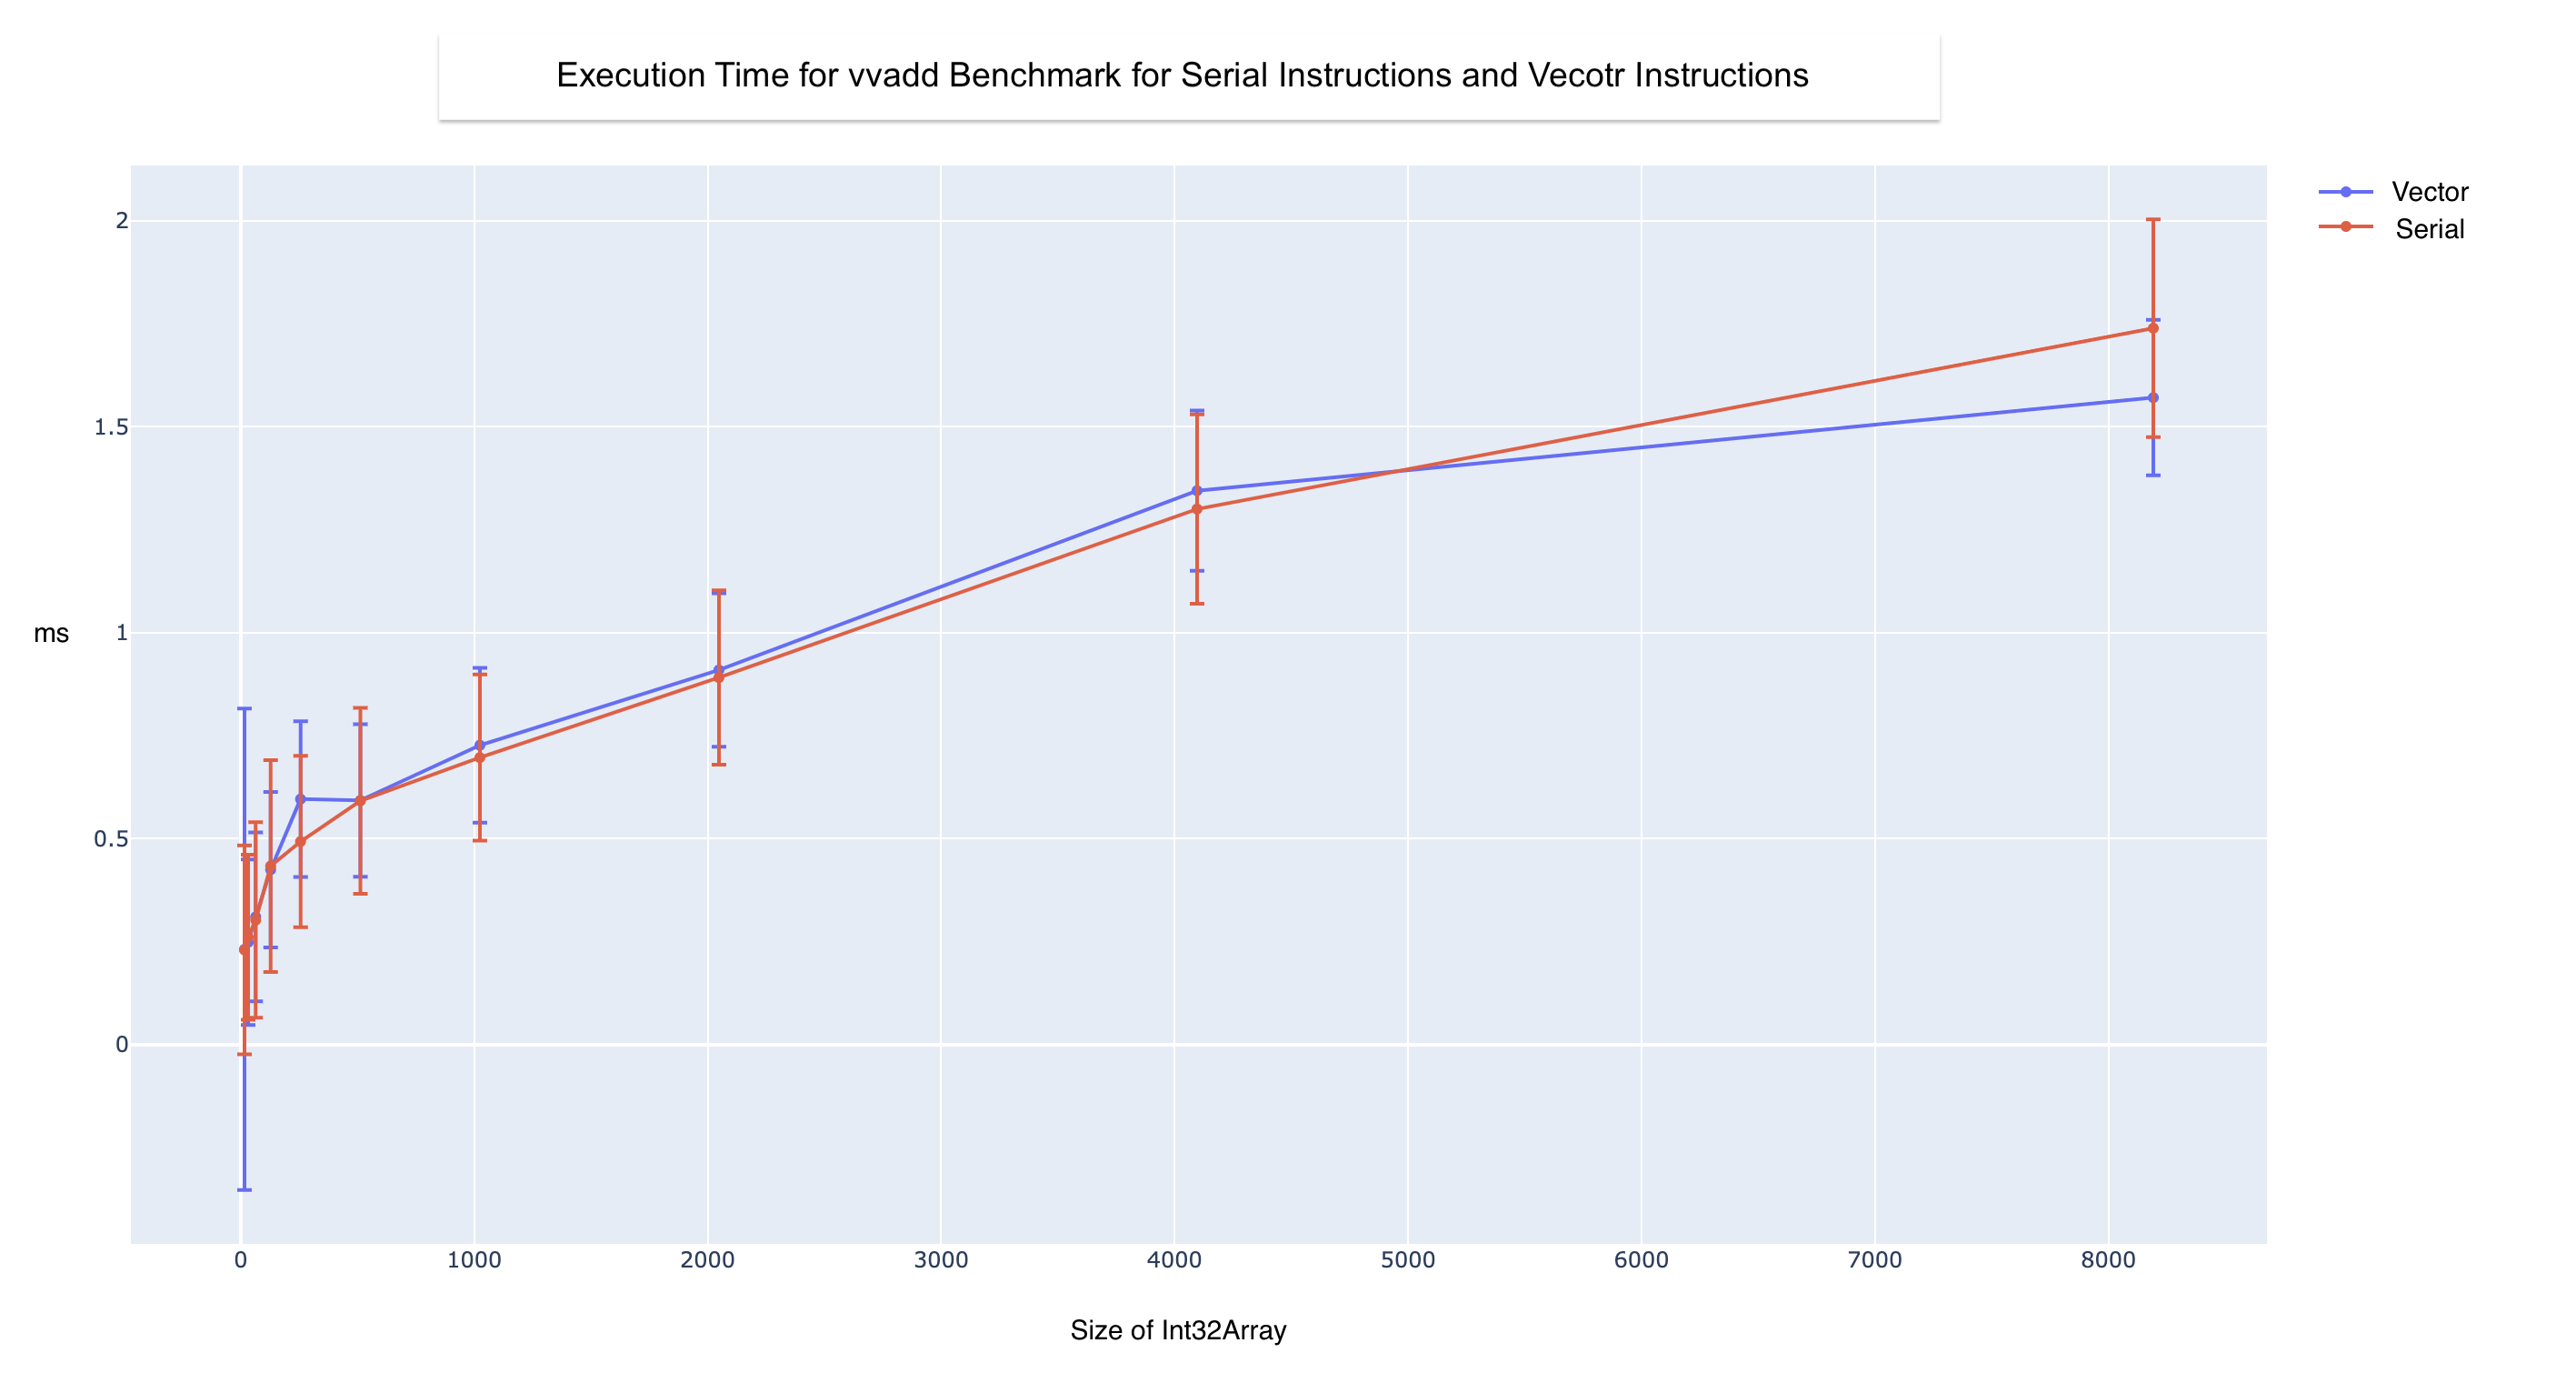 Execution Time for vvadd Benchmark for Serial Instructions and Vecotr Instructions
Vector
Serial
2
1.5
1
0.5
0
ms
0 1000 2000 3000 4000 5000 6000 7000 8000
Size of Int32Array